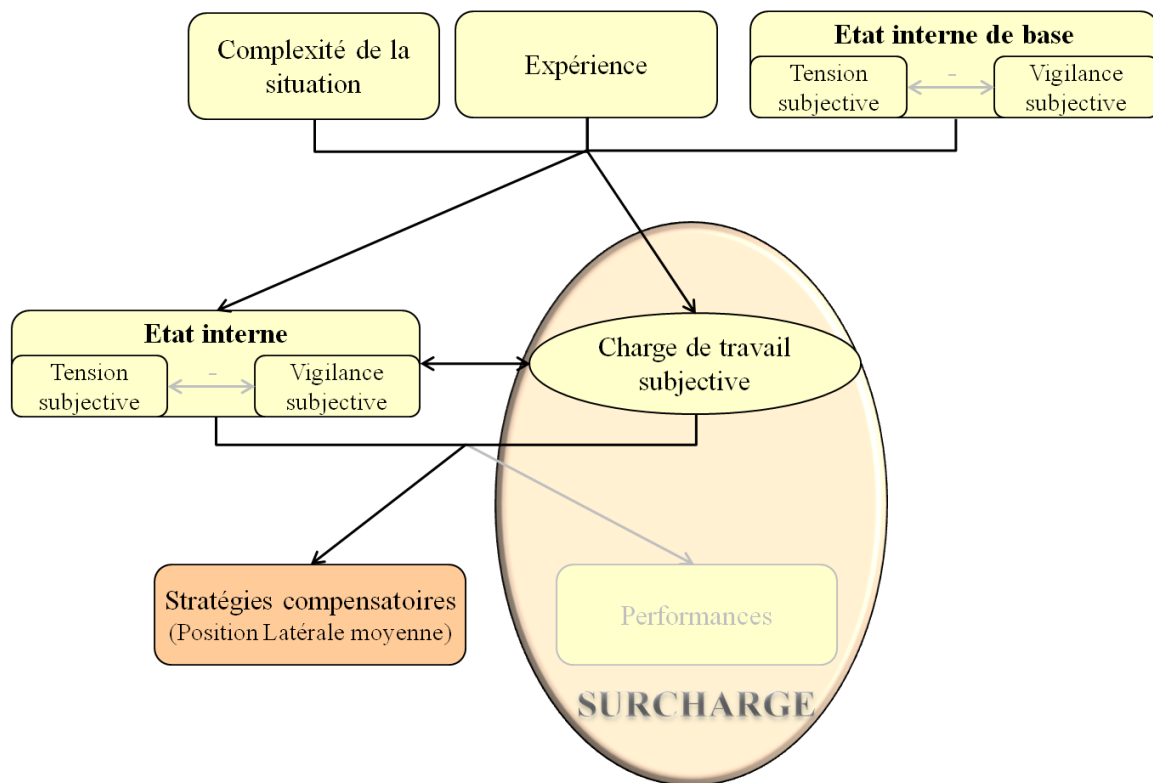 Complexité de la
situation
Expérience
Etat interne de base
Tension
subjective
-
Vigilance
subjective
Etat interne
Tension
subjective
-
Vigilance
subjective
Charge de travail
subjective
Stratégies compensatoires
(Position Latérale moyenne)
Performances
SURCHARGE